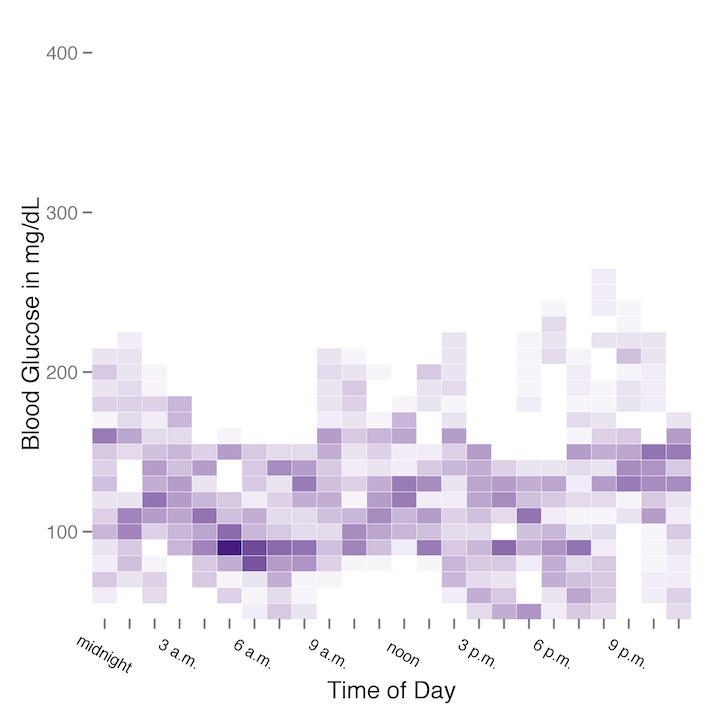 400
300
200
100
Blood Glucose in mg/dL
midnight
3 a.m.
6 a.m.
9 a.m.
noon
3 p.m.
6 p.m.
9 p.m.
Time of Day